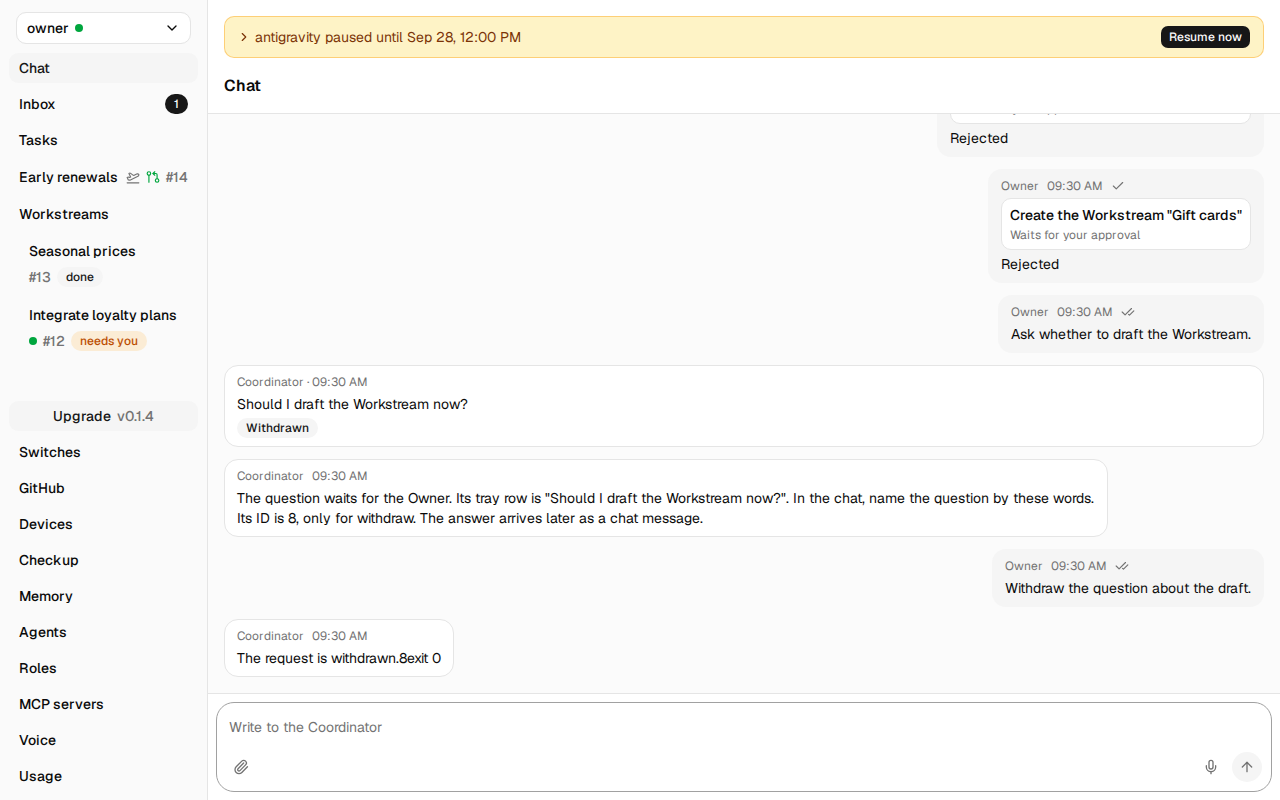 owner
Chat
Inbox
1
Tasks
Early renewals #14
Workstreams
Seasonal prices
#13 done
Integrate loyalty plans
#12 needs you
Upgrade v0.1.4
Switches
GitHub
Devices
Checkup
Memory
Agents
Roles
MCP servers
Voice
Usage
antigravity paused until Sep 28, 12:00 PM
Resume now
Chat
Rejected
Owner 09:30 AM
Create the Workstream "Gift cards"
Waits for your approval
Rejected
Owner 09:30 AM
Ask whether to draft the Workstream.
Coordinator · 09:30 AM
Should I draft the Workstream now?
Withdrawn
Coordinator 09:30 AM
The question waits for the Owner. Its tray row is "Should I draft the Workstream now?". In the chat, name the question by these words.
Its ID is 8, only for withdraw. The answer arrives later as a chat message.
Owner 09:30 AM
Withdraw the question about the draft.
Coordinator 09:30 AM
The request is withdrawn.8exit 0
Write to the Coordinator